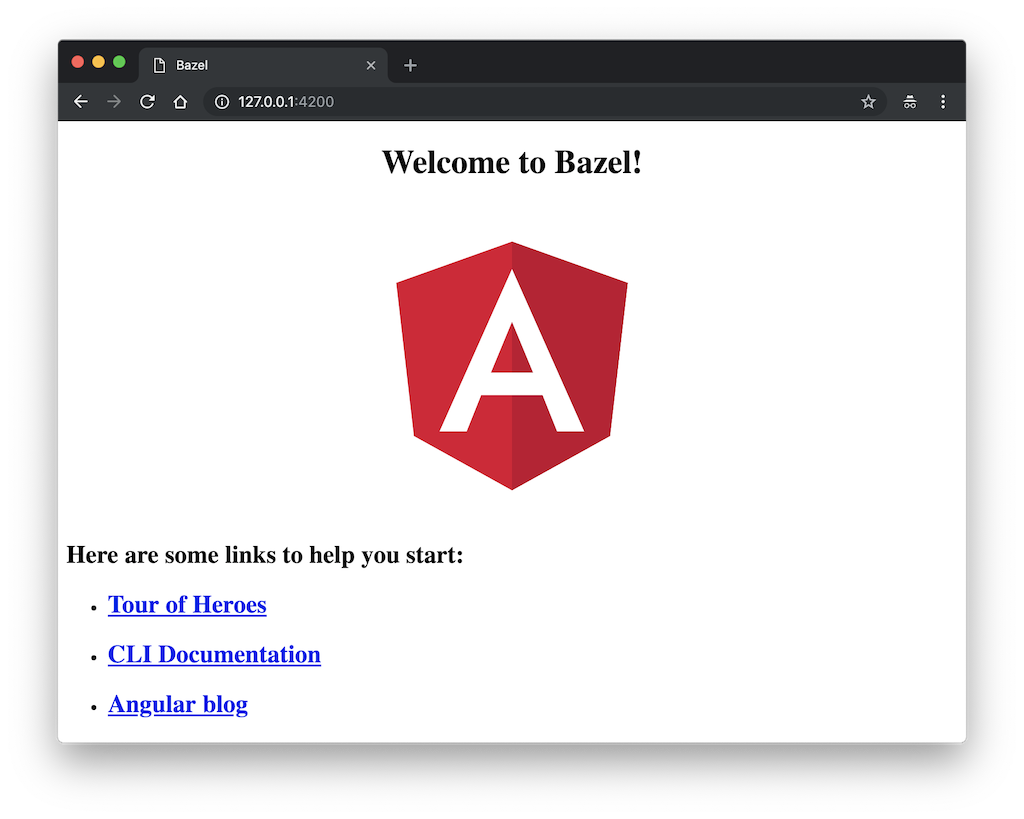 Bazel
127.0.0.1:4200
Welcome to Bazel!
A
Here are some links to help you start:
Tour of Heroes
CLI Documentation
Angular blog